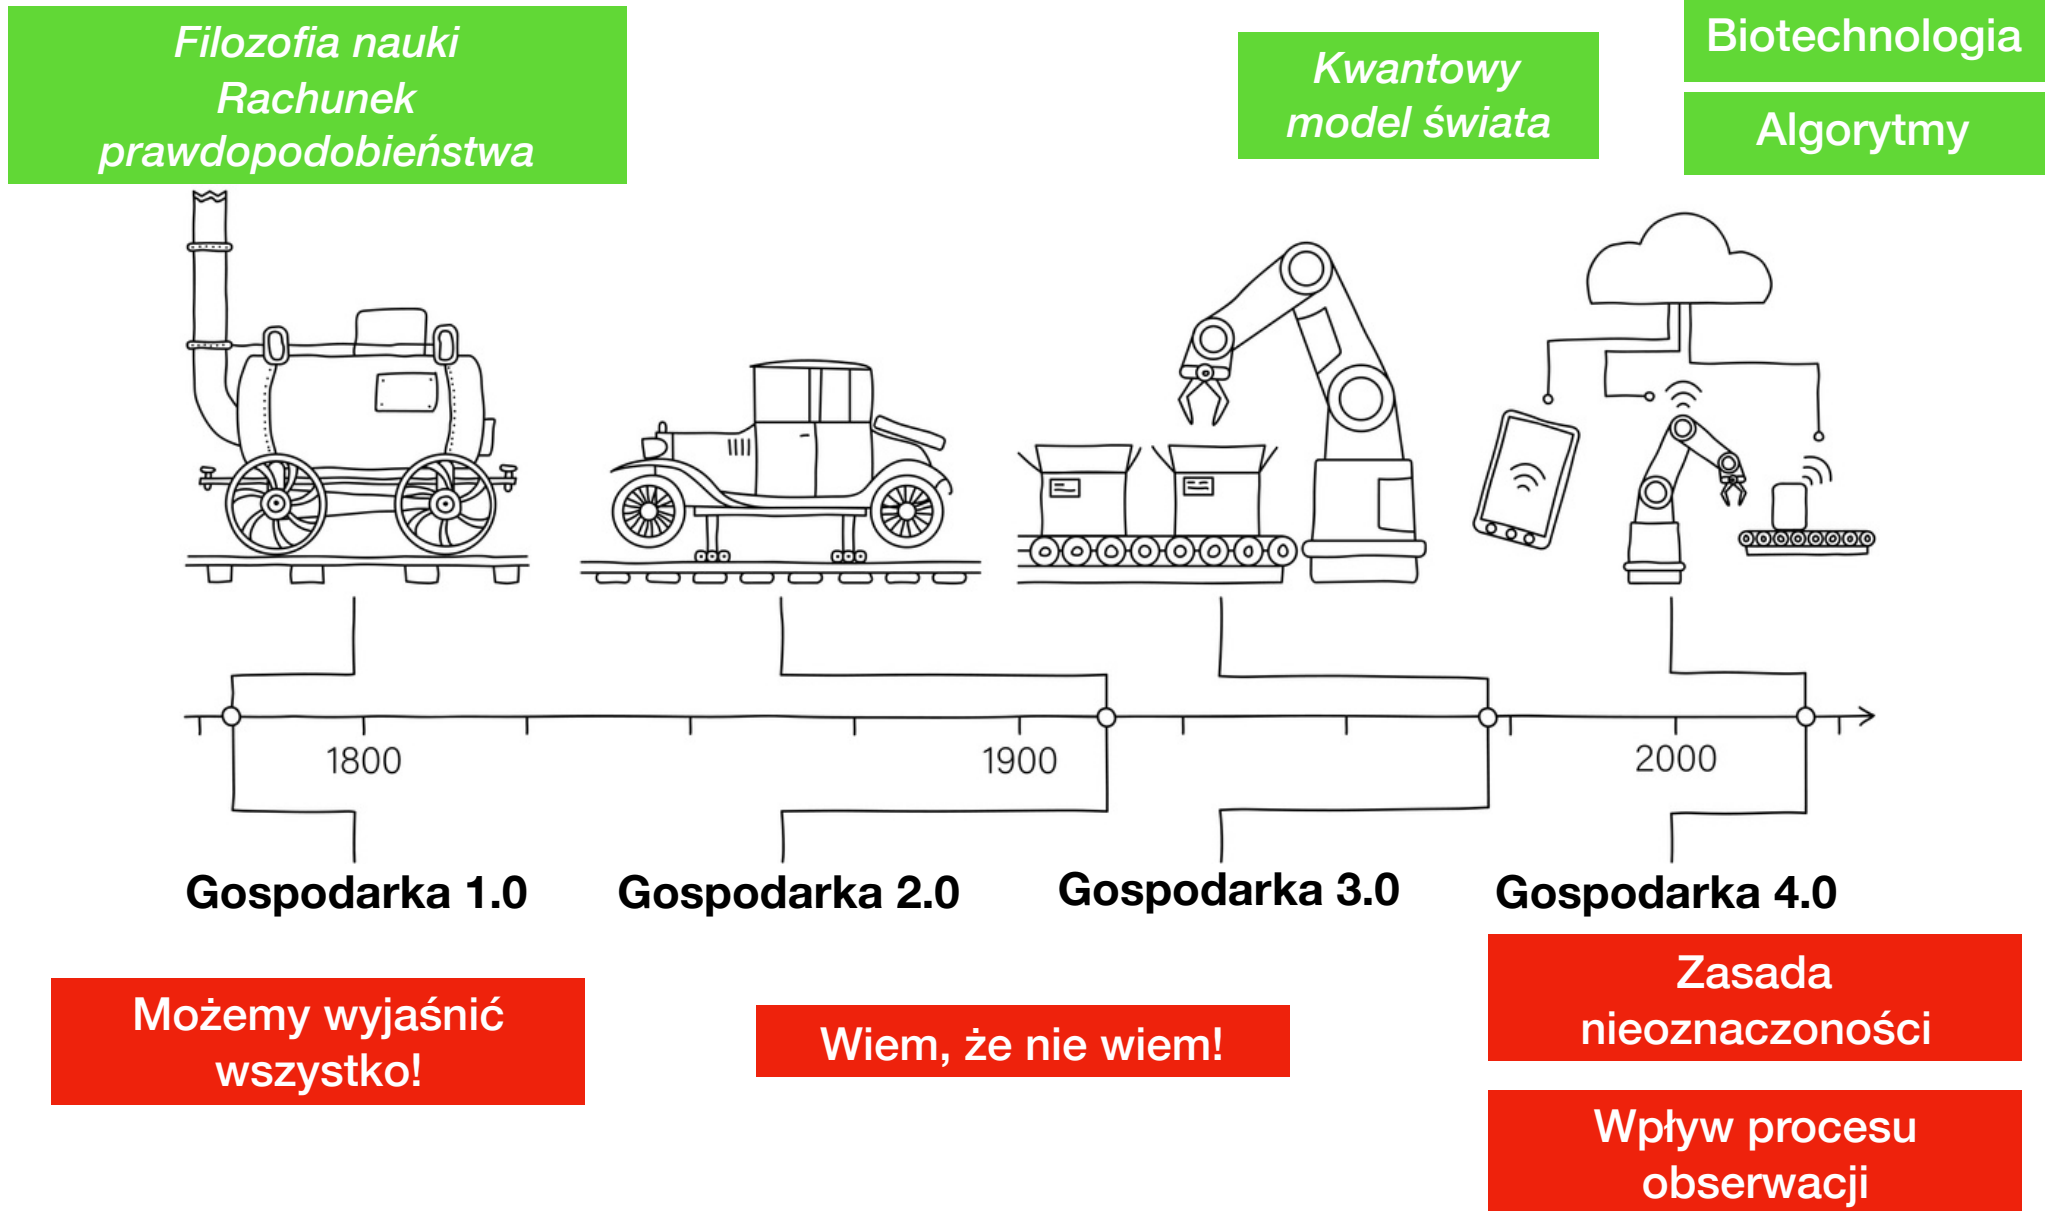 Filozofia nauki
Rachunek
prawdopodobieństwa
Kwantowy
model świata
Biotechnologia
Algorytmy
1800
1900
2000
Gospodarka 1.0
Gospodarka 2.0
Gospodarka 3.0
Gospodarka 4.0
Możemy wyjaśnić
wszystko!
Wiem, że nie wiem!
Zasada
nieoznaczoności
Wpływ procesu
obserwacji